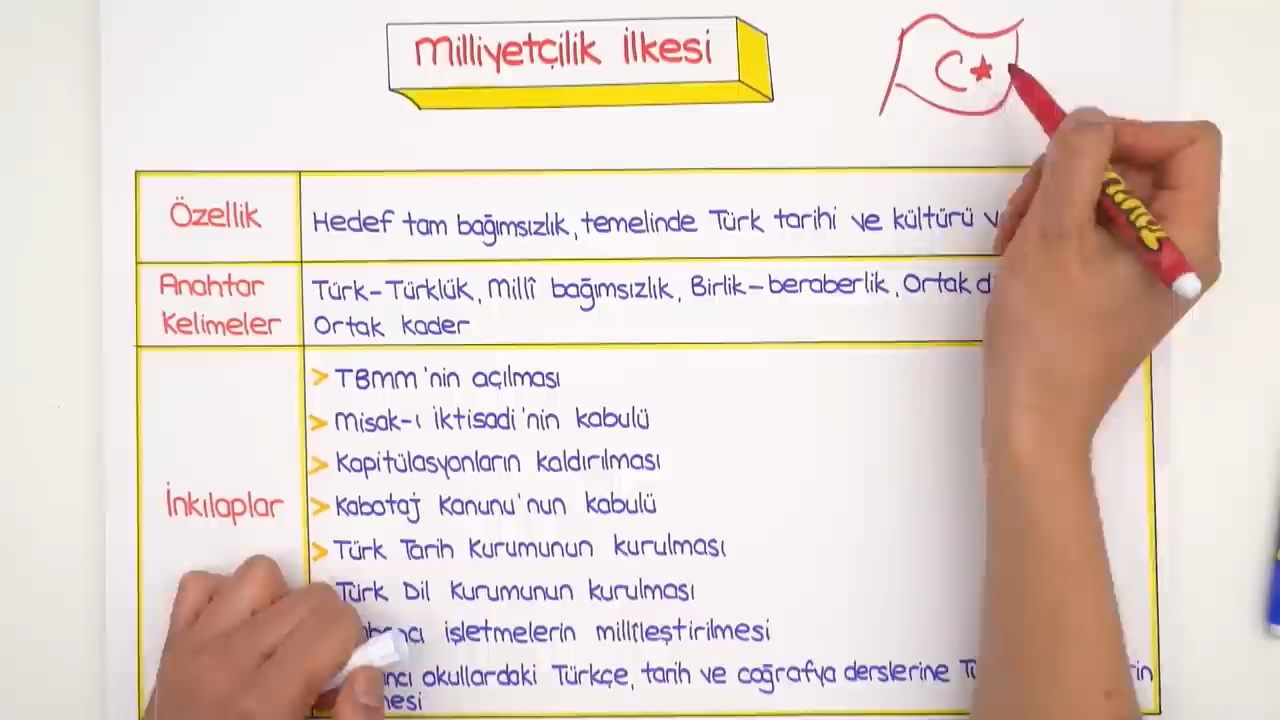 Milliyetçilik İlkesi
Özellik
Hedef tam bağımsızlık, temelinde Türk tarihi ve kültürü
Anahtar
Kelimeler
Türk-Türklük, Millî bağımsızlık, Birlik-beraberlik, Ortak
Ortak kader
İnkılaplar
> TBMM'nin açılması
> Misak-ı İktisadi'nin kabulü
> Kapitülasyonların kaldırılması
> Kabotaj Kanunu'nun kabulü
> Türk Tarih Kurumunun kurulması
Türk Dil Kurumunun kurulması
işletmelerin millîleştirilmesi
okullardaki Türkçe, tarih ve coğrafya derslerine